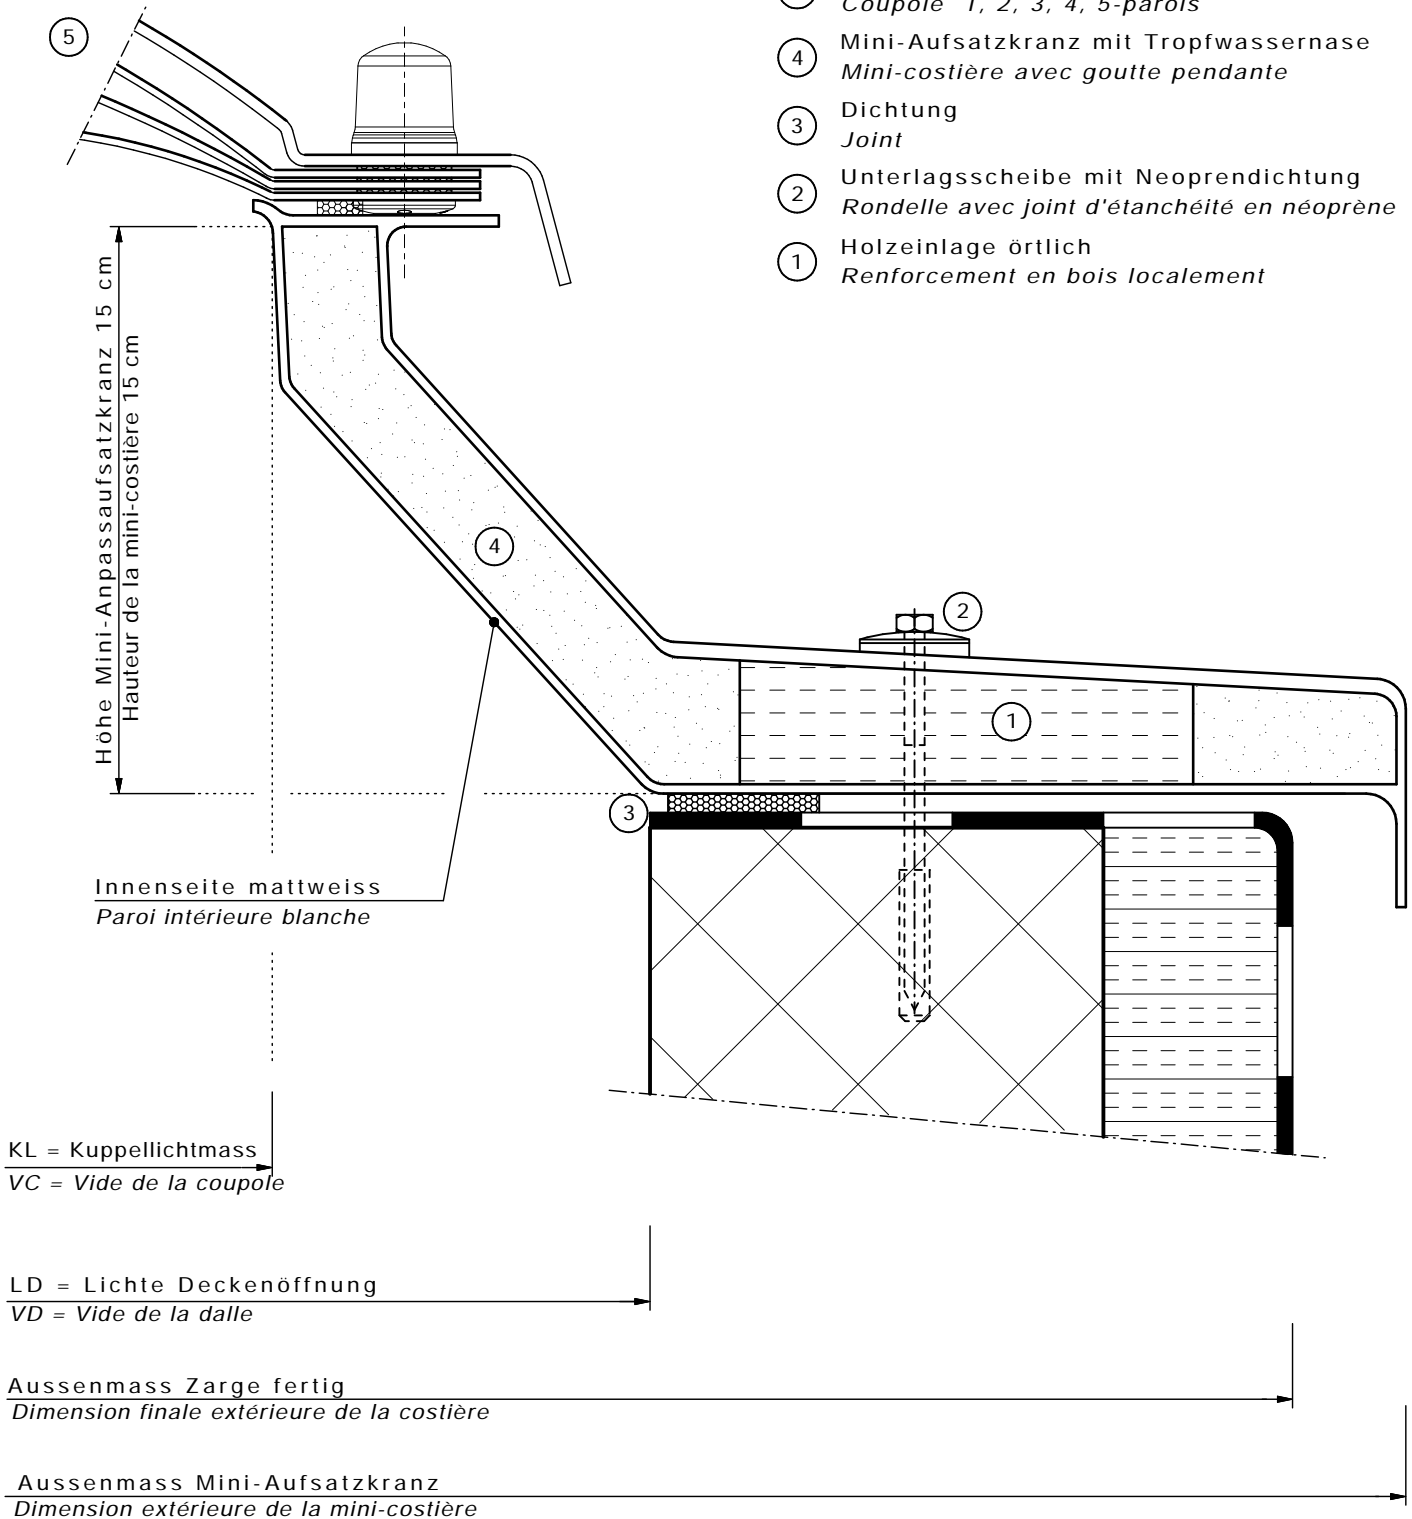 5
Coupole 1, 2, 3, 4, 5-parois
4 Mini-Aufsatzkranz mit Tropfwassernase
Mini-costière avec goutte pendante
3 Dichtung
Joint
2 Unterlagsscheibe mit Neoprendichtung
Rondelle avec joint d'étanchéité en néoprène
1 Holzeinlage örtlich
Renforcement en bois localement
Höhe Mini-Anpassaufsatzkranz 15 cm
Hauteur de la mini-costière 15 cm
4
2
1
3
Innenseite mattweiss
Paroi intérieure blanche
KL = Kuppellichtmass
VC = Vide de la coupole
LD = Lichte Deckenöffnung
VD = Vide de la dalle
Aussenmass Zarge fertig
Dimension finale extérieure de la costière
Aussenmass Mini-Aufsatzkranz
Dimension extérieure de la mini-costière